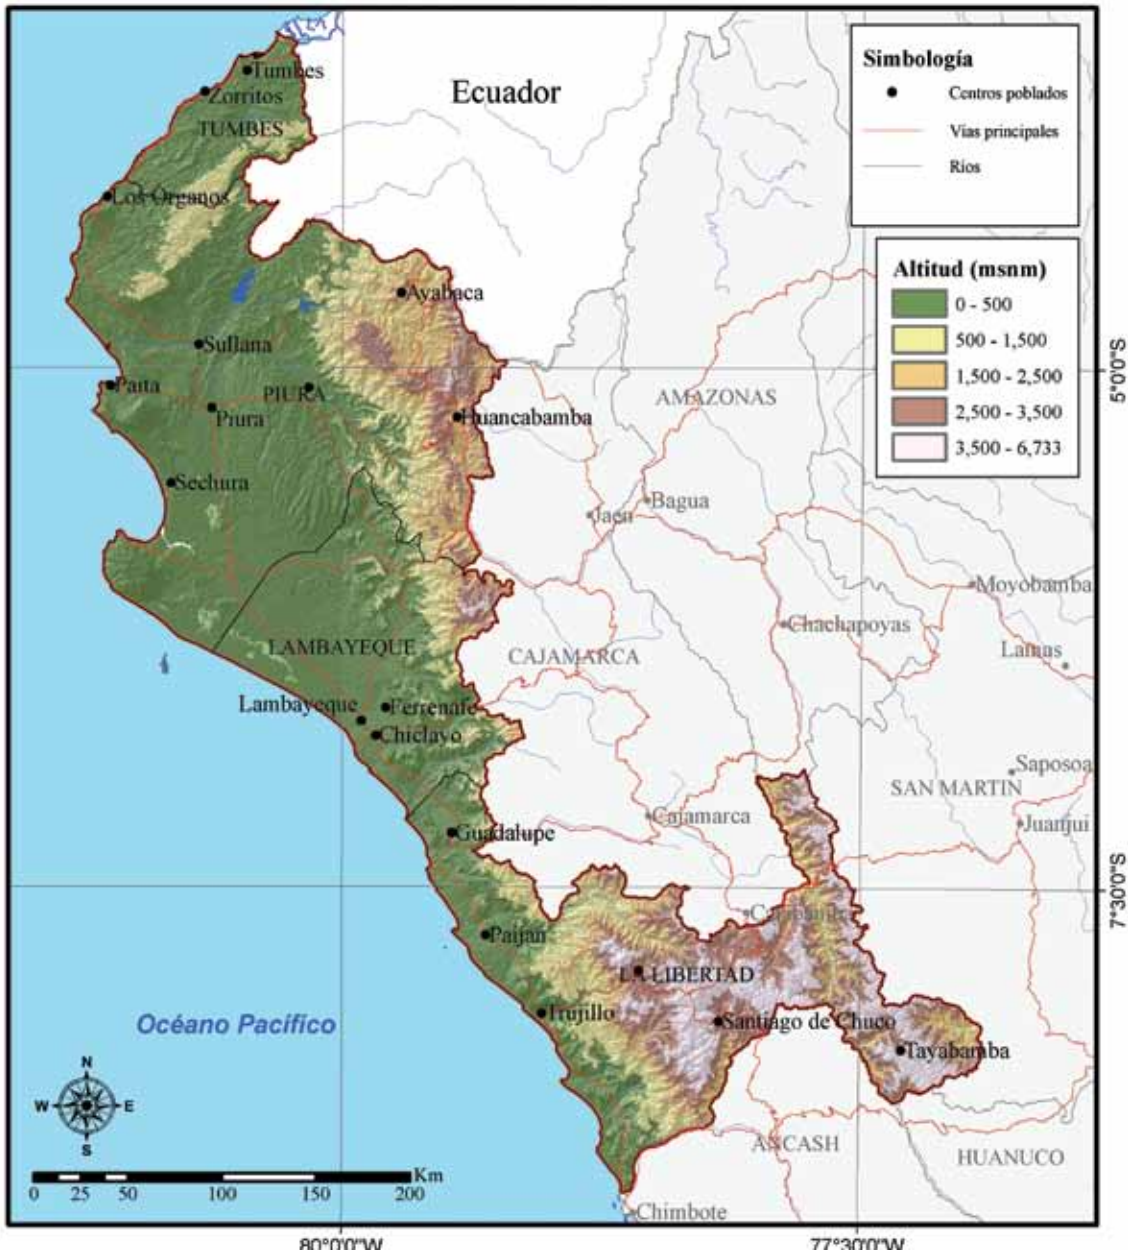 Ecuador
Simbología
Centros poblados
Vías principales
Ríos
Altitud (msnm)
0 - 500
500 - 1,500
1,500 - 2,500
2,500 - 3,500
3,500 - 6,733
Tumbes
Zorritos
TUMBES
Los Organos
Ayabaca
Sullana
Paita
PIURA
Piura
Huancabamba
Sechura
AMAZONAS
Bagua
Jaen
Moyobamba
Chachapoyas
Lamas
LAMBAYEQUE
CAJAMARCA
Lambayeque
Ferreñafe
Chiclayo
Saposoa
SAN MARTIN
Juanjui
Cajamarca
Guadalupe
Cajabamba
Paijan
LA LIBERTAD
Trujillo
Santiago de Chuco
Tayabamba
Océano Pacífico
N
W
E
S
ANCASH
HUANUCO
Chimbote
Km
0 25 50 100 150 200
80°0'0"W
77°30'0"W
5°0'0"S
7°30'0"S